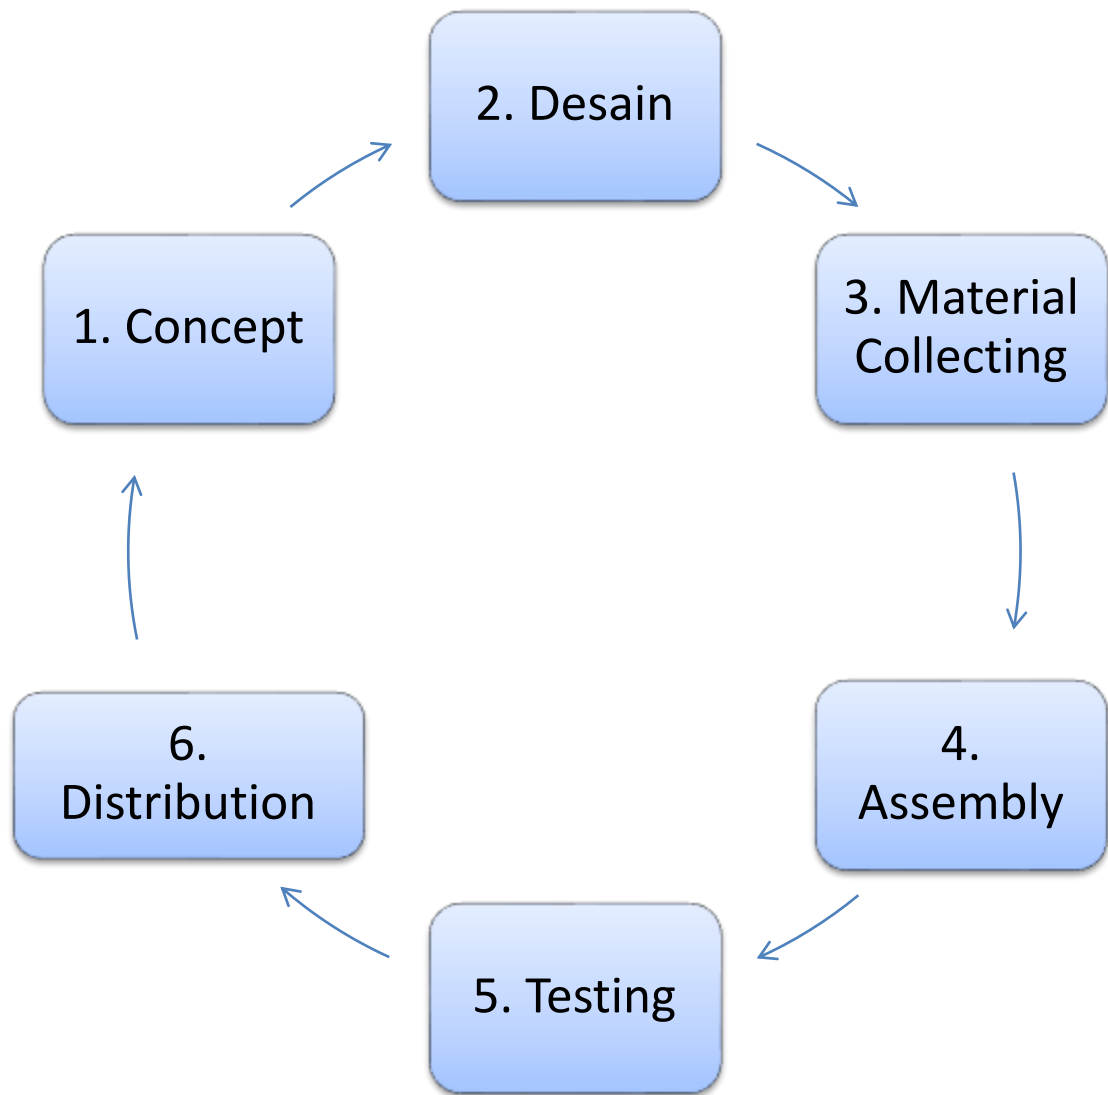 1. Concept
2. Desain
3. Material
Collecting
4.
Assembly
5. Testing
6.
Distribution